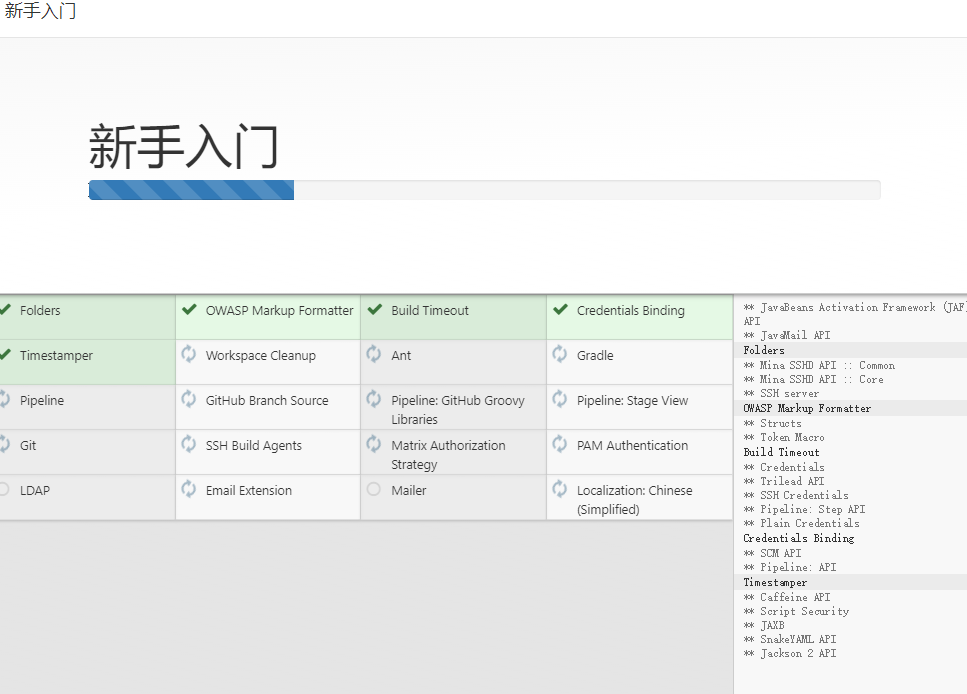 新手入门
新手入门
Folders
OWASP Markup Formatter
Build Timeout
Credentials Binding
Timestamper
Workspace Cleanup
Ant
Gradle
Pipeline
GitHub Branch Source
Pipeline: GitHub Groovy
Libraries
Pipeline: Stage View
Git
SSH Build Agents
Matrix Authorization
Strategy
PAM Authentication
LDAP
Email Extension
Mailer
Localization: Chinese
(Simplified)
** JavaBeans Activation Framework (JAF)
API
** JavaMail API
Folders
** Mina SSHD API :: Common
** Mina SSHD API :: Core
** SSH server
OWASP Markup Formatter
** Structs
** Token Macro
Build Timeout
** Credentials
** Trilead API
** SSH Credentials
** Pipeline: Step API
** Plain Credentials
Credentials Binding
** SCM API
** Pipeline: API
Timestamper
** Caffeine API
** Script Security
** JAXB
** SnakeYAML API
** Jackson 2 API